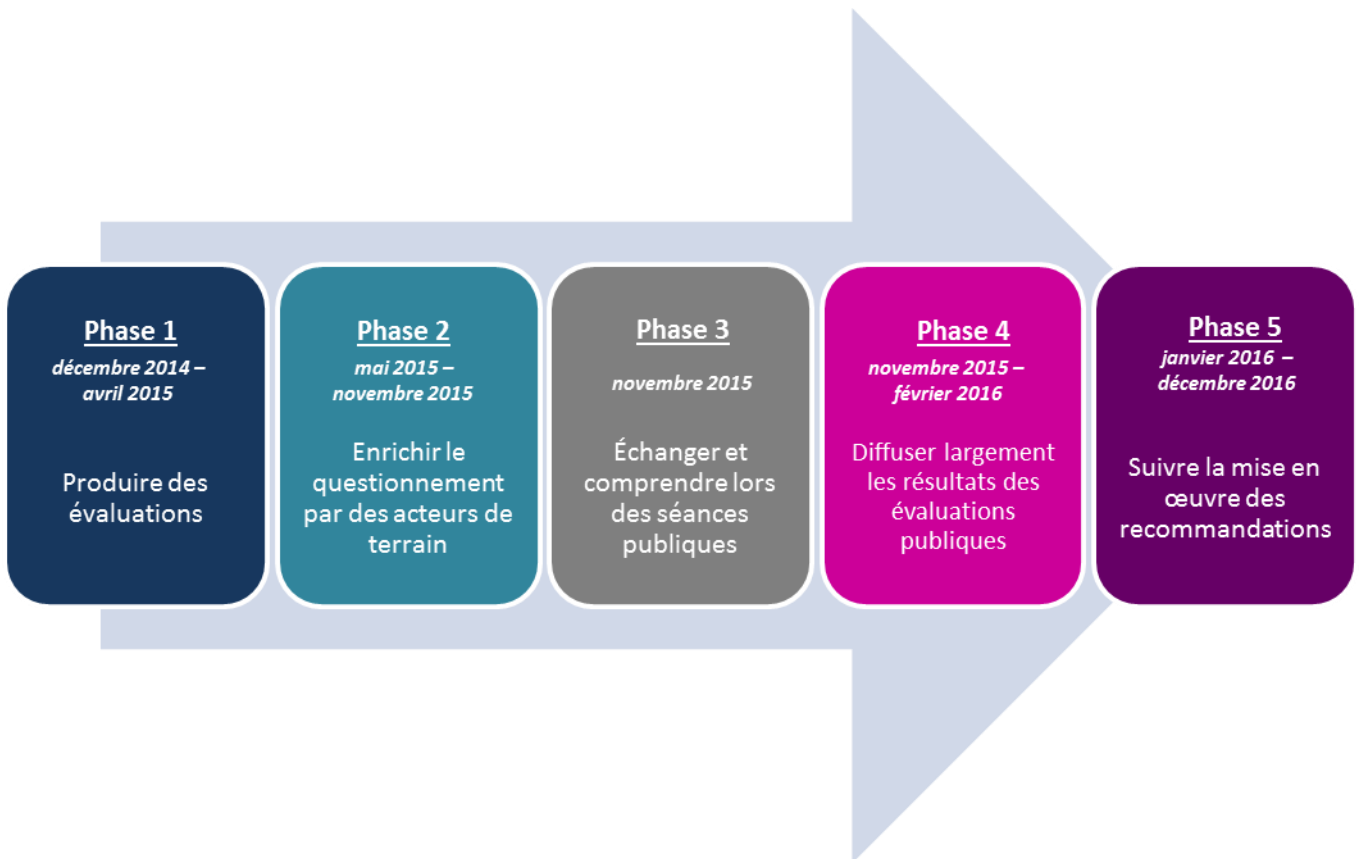 Phase 1
décembre 2014 –
avril 2015
Produire des
évaluations
Phase 2
mai 2015 –
novembre 2015
Enrichir le
questionnement
par des acteurs de
terrain
Phase 3
novembre 2015
Échanger et
comprendre lors
des séances
publiques
Phase 4
novembre 2015 –
février 2016
Diffuser largement
les résultats des
évaluations
publiques
Phase 5
janvier 2016 –
décembre 2016
Suivre la mise en
œuvre des
recommandations